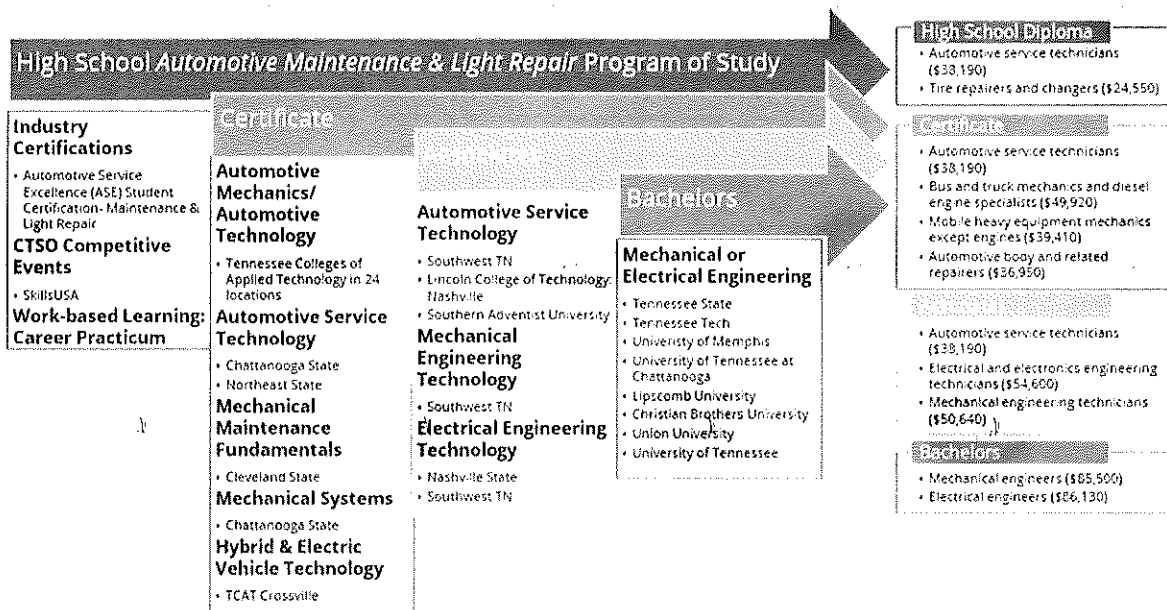 High School Automotive Maintenance & Light Repair Program of Study
Industry
Certifications
• Automotive Service
Excellence (ASE) Student
Certification- Maintenance &
Light Repair
CTSO Competitive
Events
• SkillsUSA
Work-based Learning:
Career Practicum
Certificate
Automotive
Mechanics/
Automotive
Technology
• Tennessee Colleges of
Applied Technology in 24
locations
Automotive Service
Technology
• Chattanooga State
• Northeast State
Mechanical
Maintenance
Fundamentals
• Cleveland State
Mechanical Systems
• Chattanooga State
Hybrid & Electric
Vehicle Technology
• TCAT Crossville
Automotive Service
Technology
• Southwest TN
• Lincoln College of Technology:
Nashville
• Southern Adventist University
Mechanical
Engineering
Technology
• Southwest TN
Electrical Engineering
Technology
• Nashville State
• Southwest TN
Bachelors
Mechanical or
Electrical Engineering
• Tennessee State
• Tennessee Tech
• University of Memphis
• University of Tennessee at
Chattanooga
• Lipscomb University
• Christian Brothers University
• Union University
• University of Tennessee
High School Diploma
• Automotive service technicians
($38,190)
• Tire repairers and changers ($24,550)
Certificate
• Automotive service technicians
($38,190)
• Bus and truck mechanics and diesel
engine specialists ($49,920)
• Mobile heavy equipment mechanics
except engines ($39,410)
• Automotive body and related
repairers ($36,950)
• Automotive service technicians
($38,190)
• Electrical and electronics engineering
technicians ($54,600)
• Mechanical engineering technicians
($50,640)
Bachelors
• Mechanical engineers ($85,500)
• Electrical engineers ($86,130)